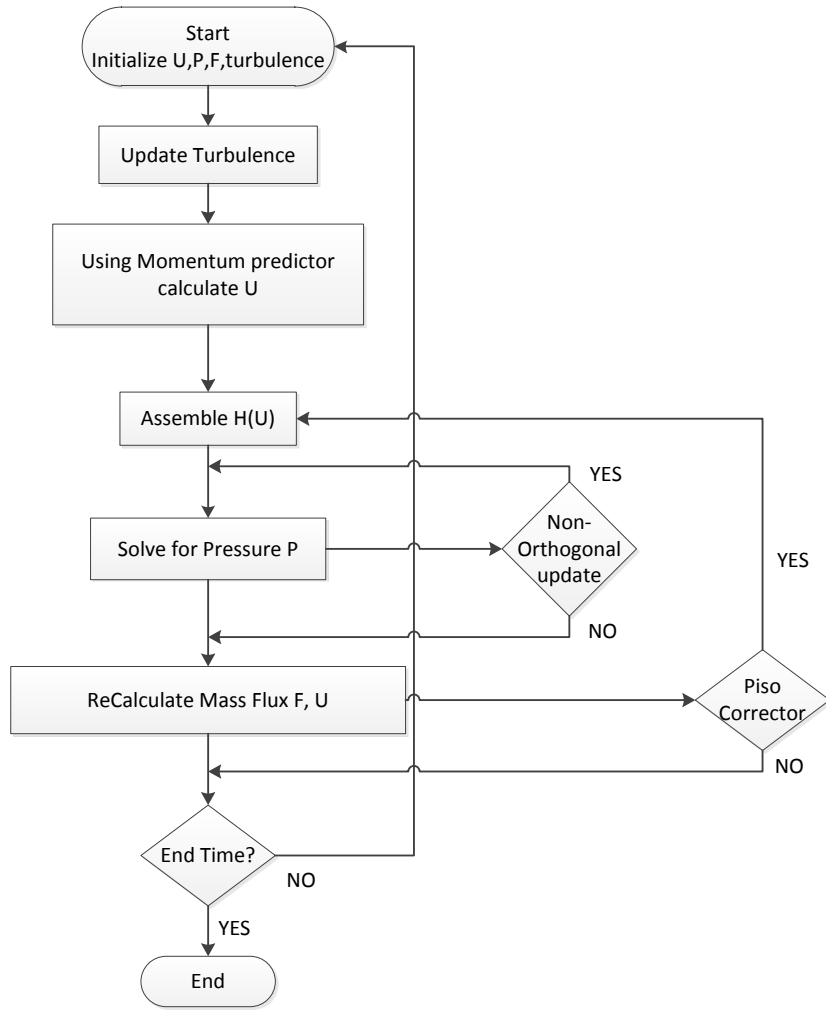 Start
Initialize U,P,F,turbulence
Update Turbulence
Using Momentum predictor
calculate U
Assemble H(U)
YES
Non-
Orthogonal
update
Solve for Pressure P
YES
NO
ReCalculate Mass Flux F, U
Piso
Corrector
NO
End Time?
NO
YES
End